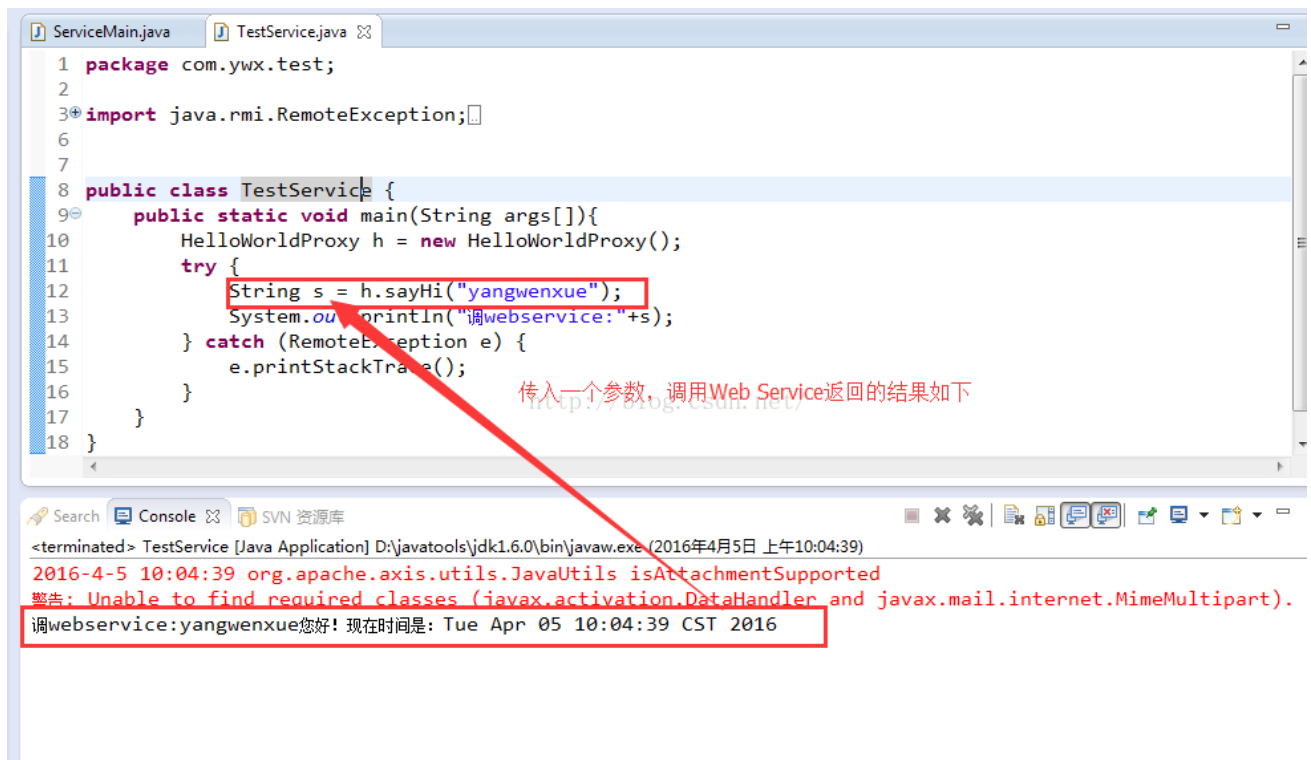 ServiceMain.java
TestService.java
1 package com.ywx.test;
2
3 import java.rmi.RemoteException;
6
7
8 public class TestService {
9 public static void main(String args[]){
10 HelloWorldProxy h = new HelloWorldProxy();
11 try {
12 String s = h.sayHi("yangwenxue");
13 System.ou println("调webservice:"+s);
14 } catch (RemoteException e) {
15 e.printStackTrace();
16 }
传入一个参数，调用Web Service返回的结果如下
http://blog.csdn.net/
17 }
18 }
Search
Console
SVN 资源库
<terminated> TestService [Java Application] D:\javatools\jdk1.6.0\bin\javaw.exe (2016年4月5日 上午10:04:39)
2016-4-5 10:04:39 org.apache.axis.utils.JavaUtils isAttachmentSupported
警告: Unable to find required classes (javax.activation.DataHandler and javax.mail.internet.MimeMultipart).
调webservice:yangwenxue您好！现在时间是：Tue Apr 05 10:04:39 CST 2016